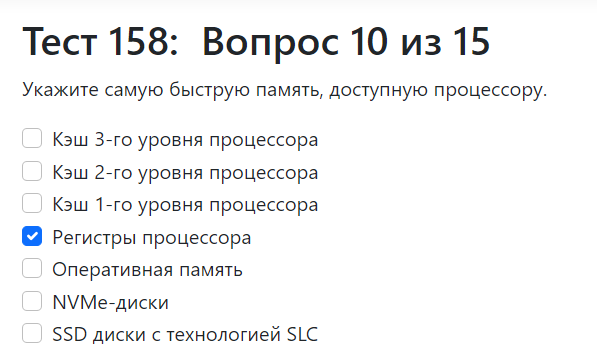 Тест 158: Вопрос 10 из 15
Укажите самую быструю память, доступную процессору.
Кэш 3-го уровня процессора
Кэш 2-го уровня процессора
Кэш 1-го уровня процессора
Регистры процессора
Оперативная память
NVMe-диски
SSD диски с технологией SLC